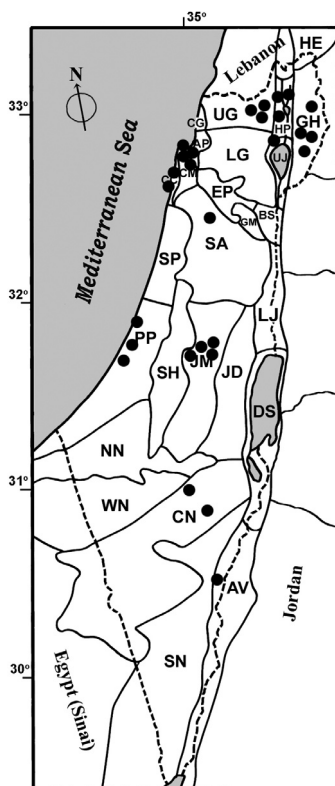 35°
HE
Lebanon
N
33°
UG
HP
GH
CG
AP
LG
UJ
CM
EP
GM
BS
SA
Mediterranean Sea
SP
32°
LJ
PP
SH
JM
JD
DS
NN
31°
WN
CN
AV
Jordan
SN
30°
Egypt (Sinai)